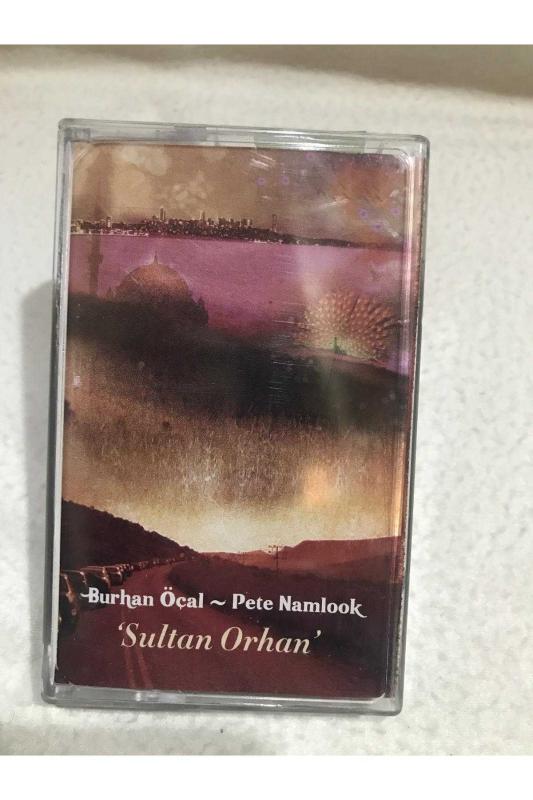 Burhan Öçal ~ Pete Namlook
'Sultan Orhan'